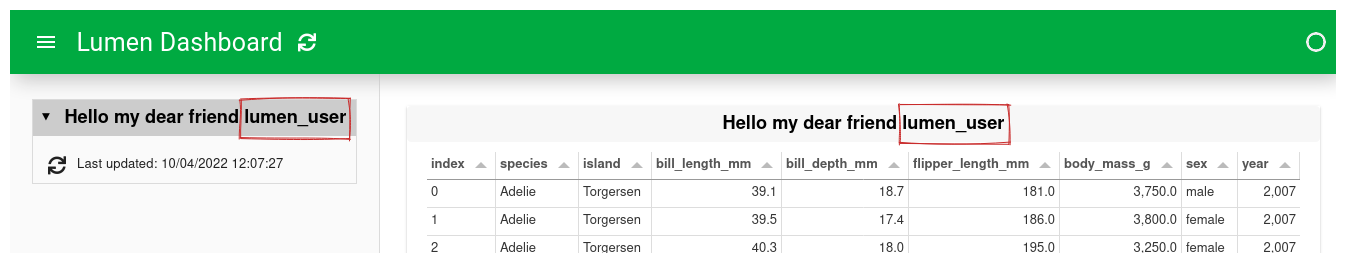 Lumen Dashboard
Hello my dear friend lumen_user
Last updated: 10/04/2022 12:07:27
Hello my dear friend lumen_user
index species island bill_length_mm bill_depth_mm flipper_length_mm body_mass_g sex year
0 Adelie Torgersen 39.1 18.7 181.0 3,750.0 male 2,007
1 Adelie Torgersen 39.5 17.4 186.0 3,800.0 female 2,007
2 Adelie Torgersen 40.3 18.0 195.0 3,250.0 female 2,007